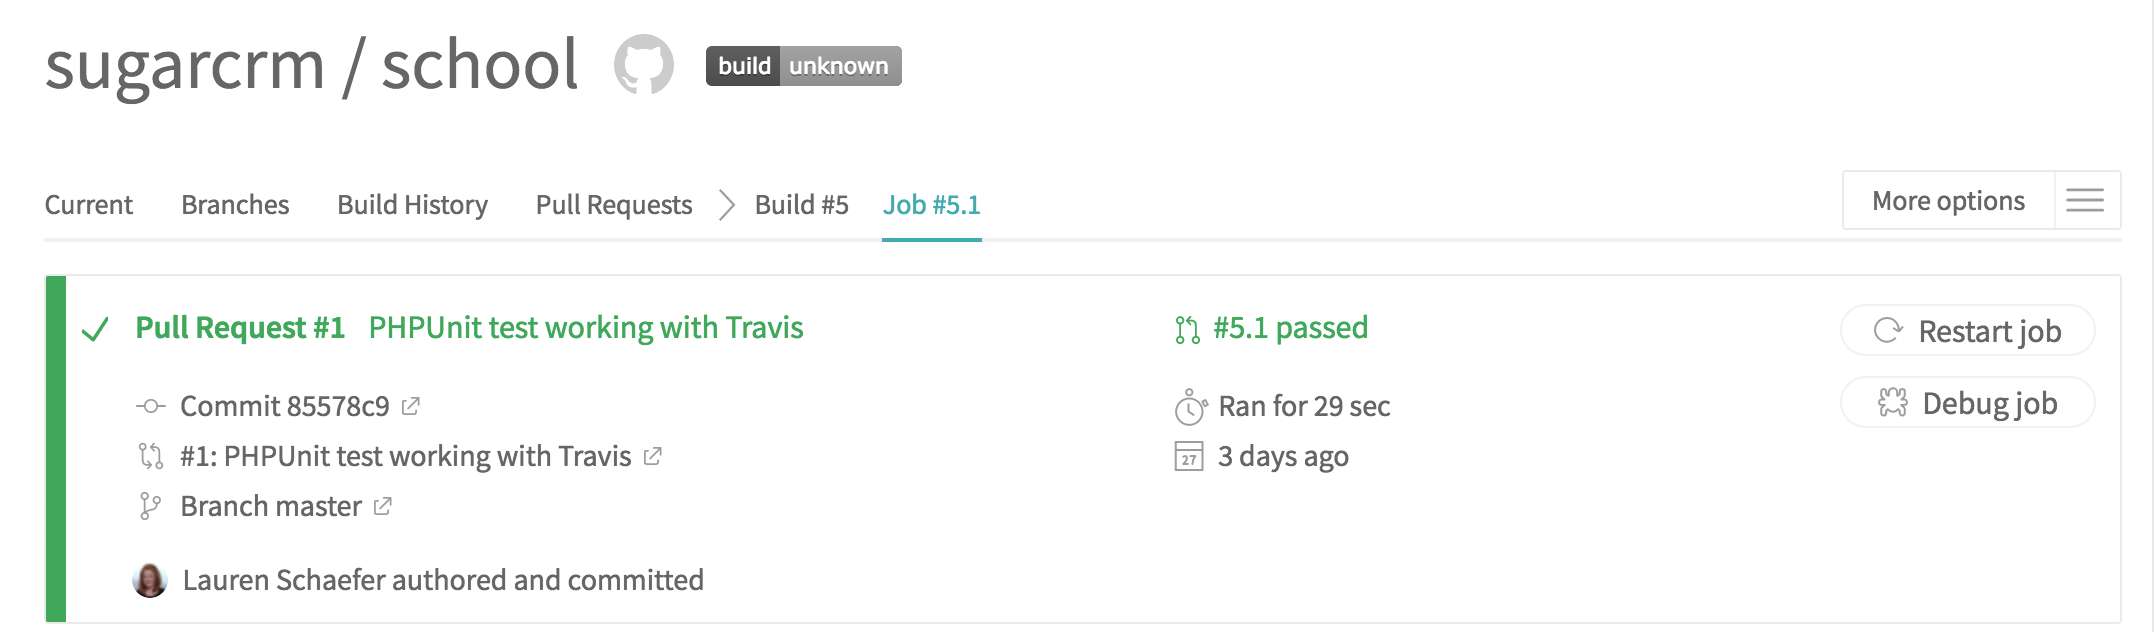 sugarcrm / school build unknown
Current Branches Build History Pull Requests Build #5 Job #5.1 More options
Pull Request #1 PHPUnit test working with Travis #5.1 passed Restart job
Commit 85578c9 Ran for 29 sec Debug job
#1: PHPUnit test working with Travis 27 3 days ago
Branch master
Lauren Schaefer authored and committed